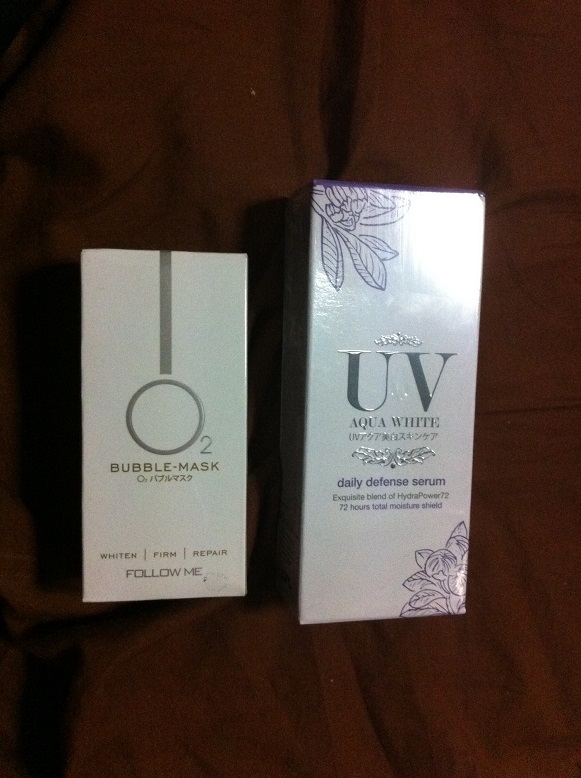 O2
BUBBLE-MASK
O₂ バブルマスク
WHITEN | FIRM | REPAIR
FOLLOW ME
UV
AQUA WHITE
UVアクア美白スキンケア
daily defense serum
Exquisite blend of HydraPower72
72 hours total moisture shield